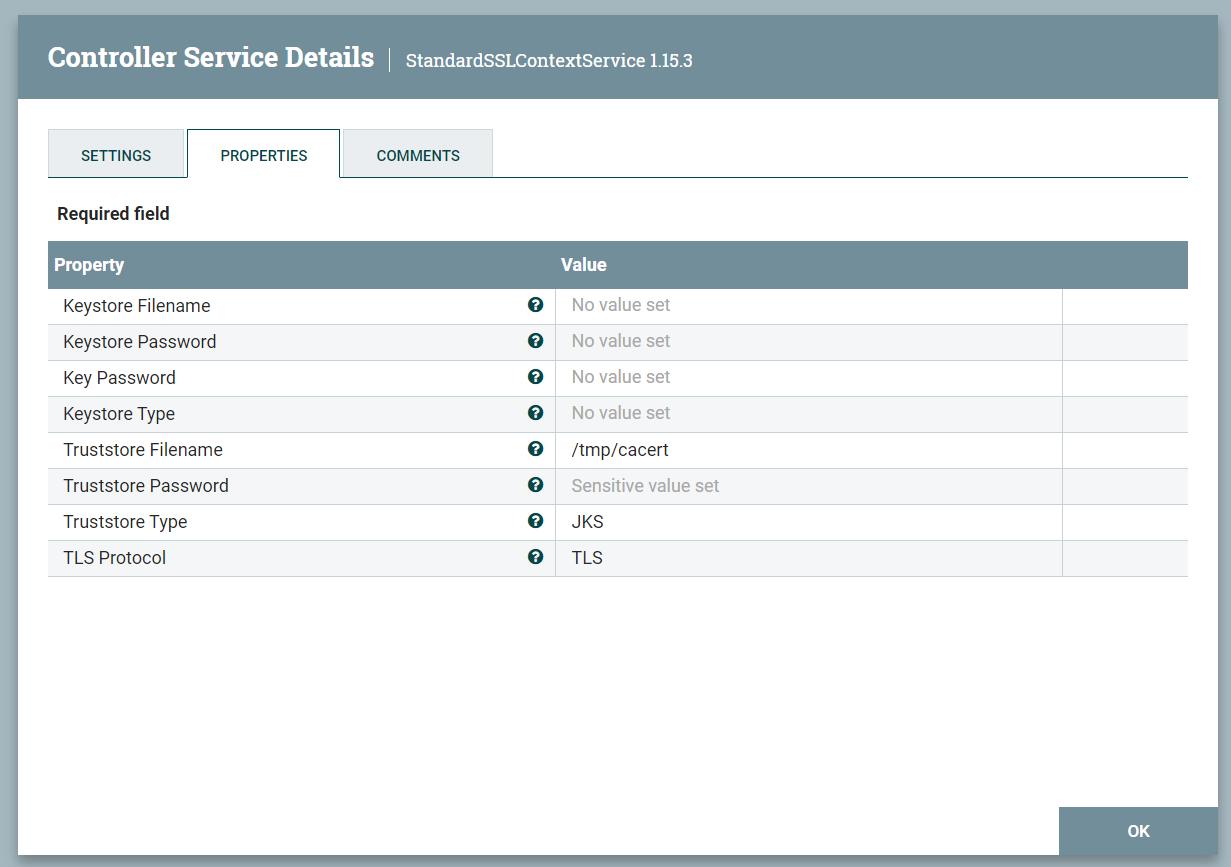 Controller Service Details | StandardSSLContextService 1.15.3
SETTINGS PROPERTIES COMMENTS
Required field
Property Value
Keystore Filename ? No value set
Keystore Password ? No value set
Key Password ? No value set
Keystore Type ? No value set
Truststore Filename ? /tmp/cacert
Truststore Password ? Sensitive value set
Truststore Type ? JKS
TLS Protocol ? TLS
OK